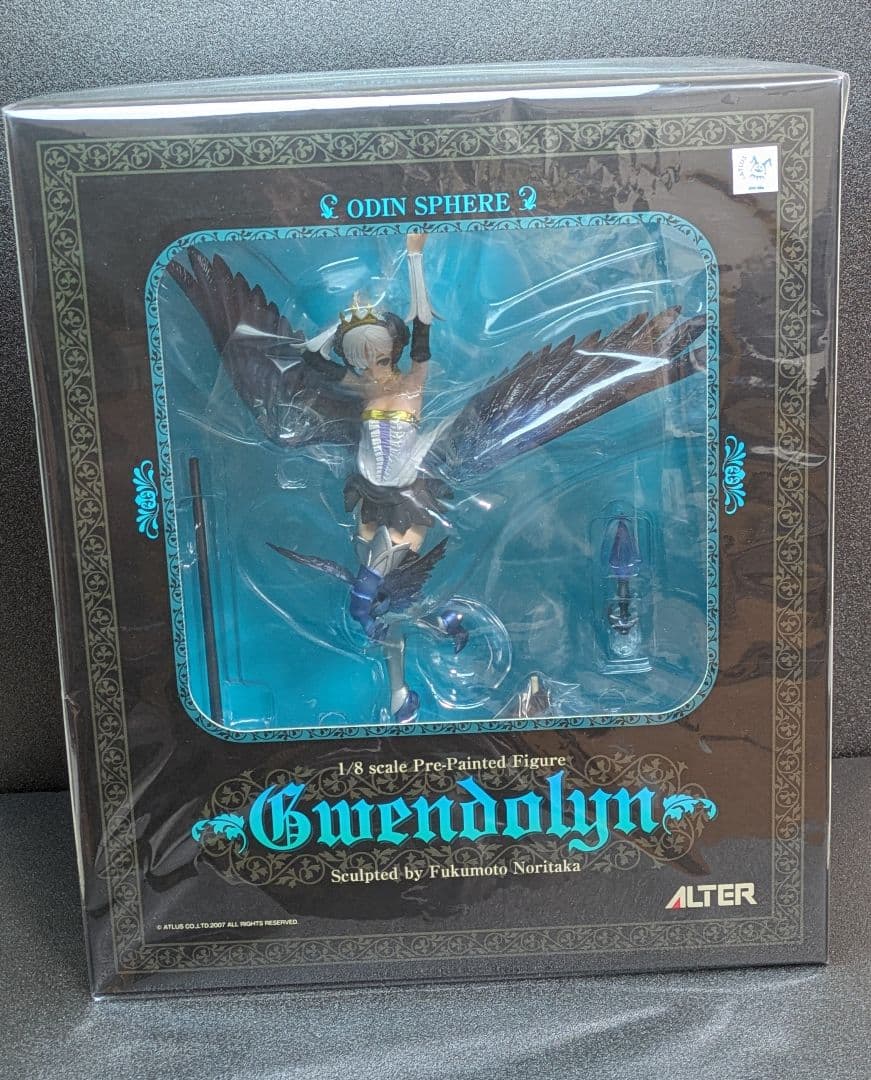 ODIN SPHERE
1/8 scale Pre-Painted Figure
Gwendolyn
Sculpted by Fukumoto Noritaka
ALTER
© ATLUS CO.,LTD.2007 ALL RIGHTS RESERVED.